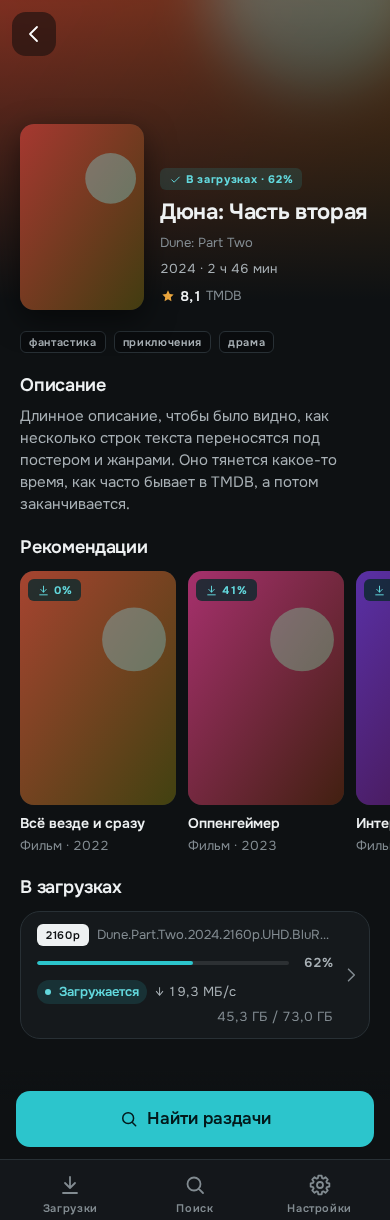 В загрузках · 62%
Дюна: Часть вторая
Dune: Part Two
2024 · 2 ч 46 мин
8,1 TMDB
фантастика приключения драма
Описание
Длинное описание, чтобы было видно, как
несколько строк текста переносятся под
постером и жанрами. Оно тянется какое-то
время, как часто бывает в TMDB, а потом
заканчивается.
Рекомендации
0% 41%
Всё везде и сразу Оппенгеймер Инте
Фильм · 2022 Фильм · 2023 Филь
В загрузках
2160p Dune.Part.Two.2024.2160p.UHD.BluR...
62%
Загружается ↓ 19,3 МБ/с
45,3 ГБ / 73,0 ГБ
Найти раздачи
Загрузки Поиск Настройки